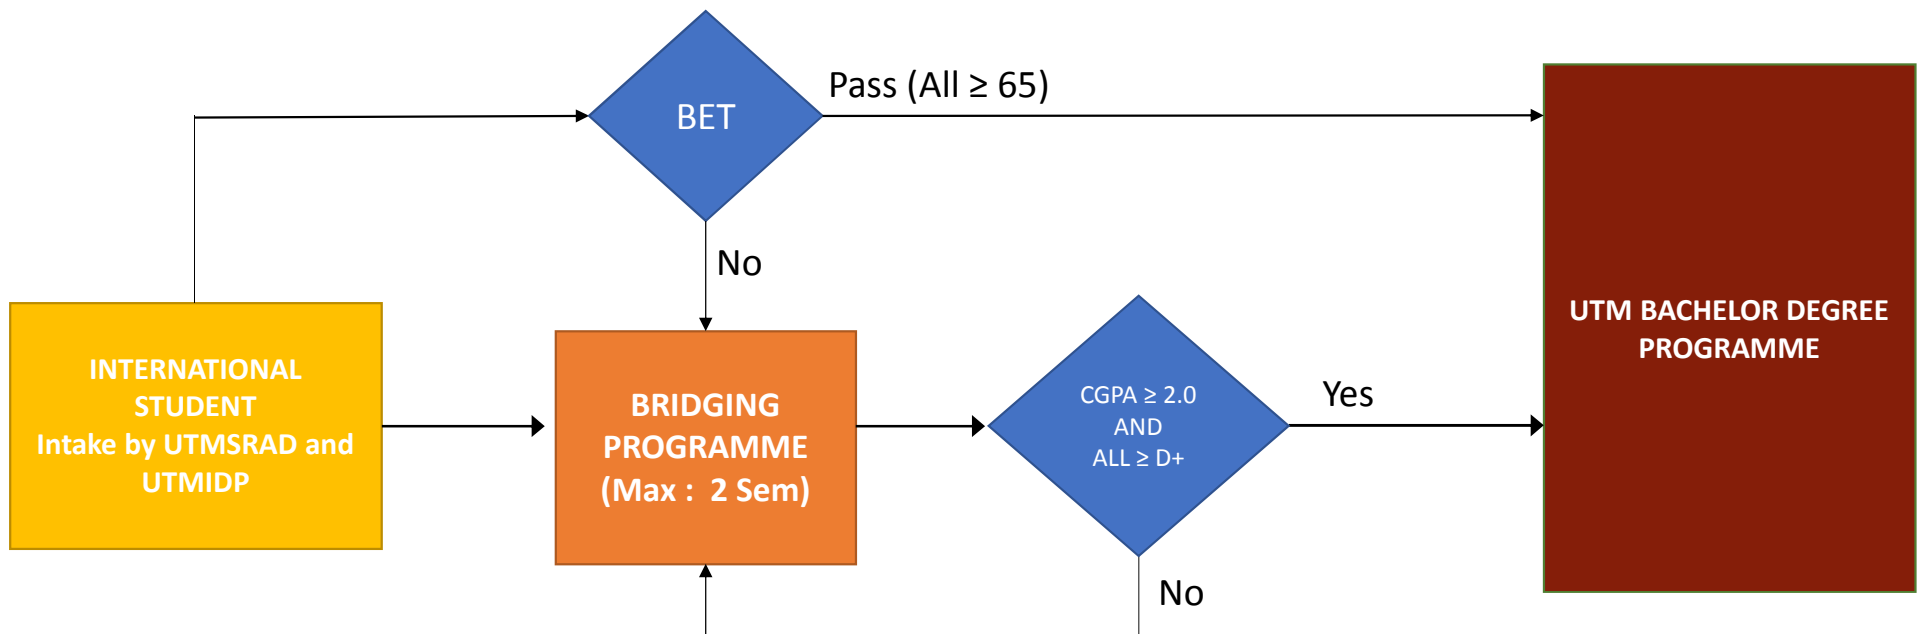 BET
Pass (All ≥ 65)
No
INTERNATIONAL
STUDENT
Intake by UTMSRAD and
UTMIDP
BRIDGING
PROGRAMME
(Max :  2 Sem)
CGPA ≥ 2.0
AND
ALL ≥ D+
Yes
No
UTM BACHELOR DEGREE
PROGRAMME